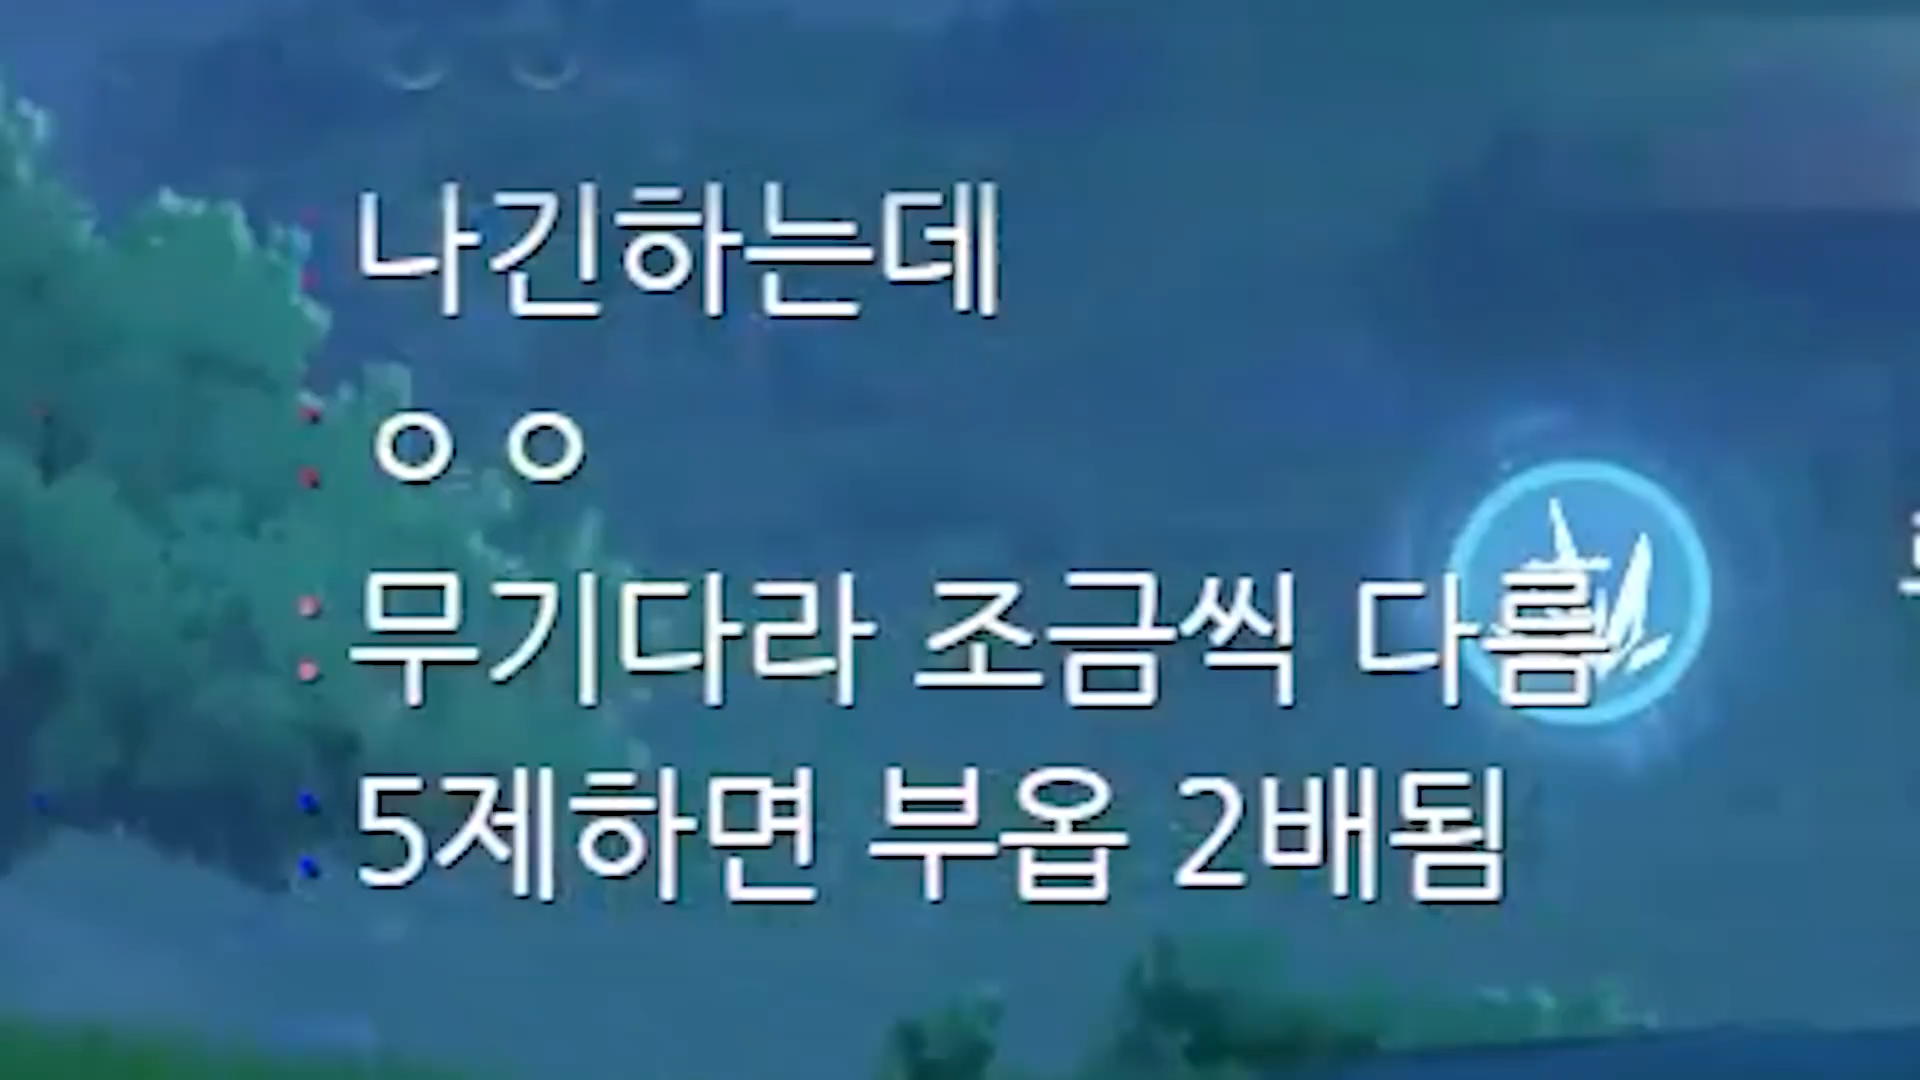 나긴하는데
ㅇㅇ
무기다라 조금씩 다름
5제하면 부옵 2배됨